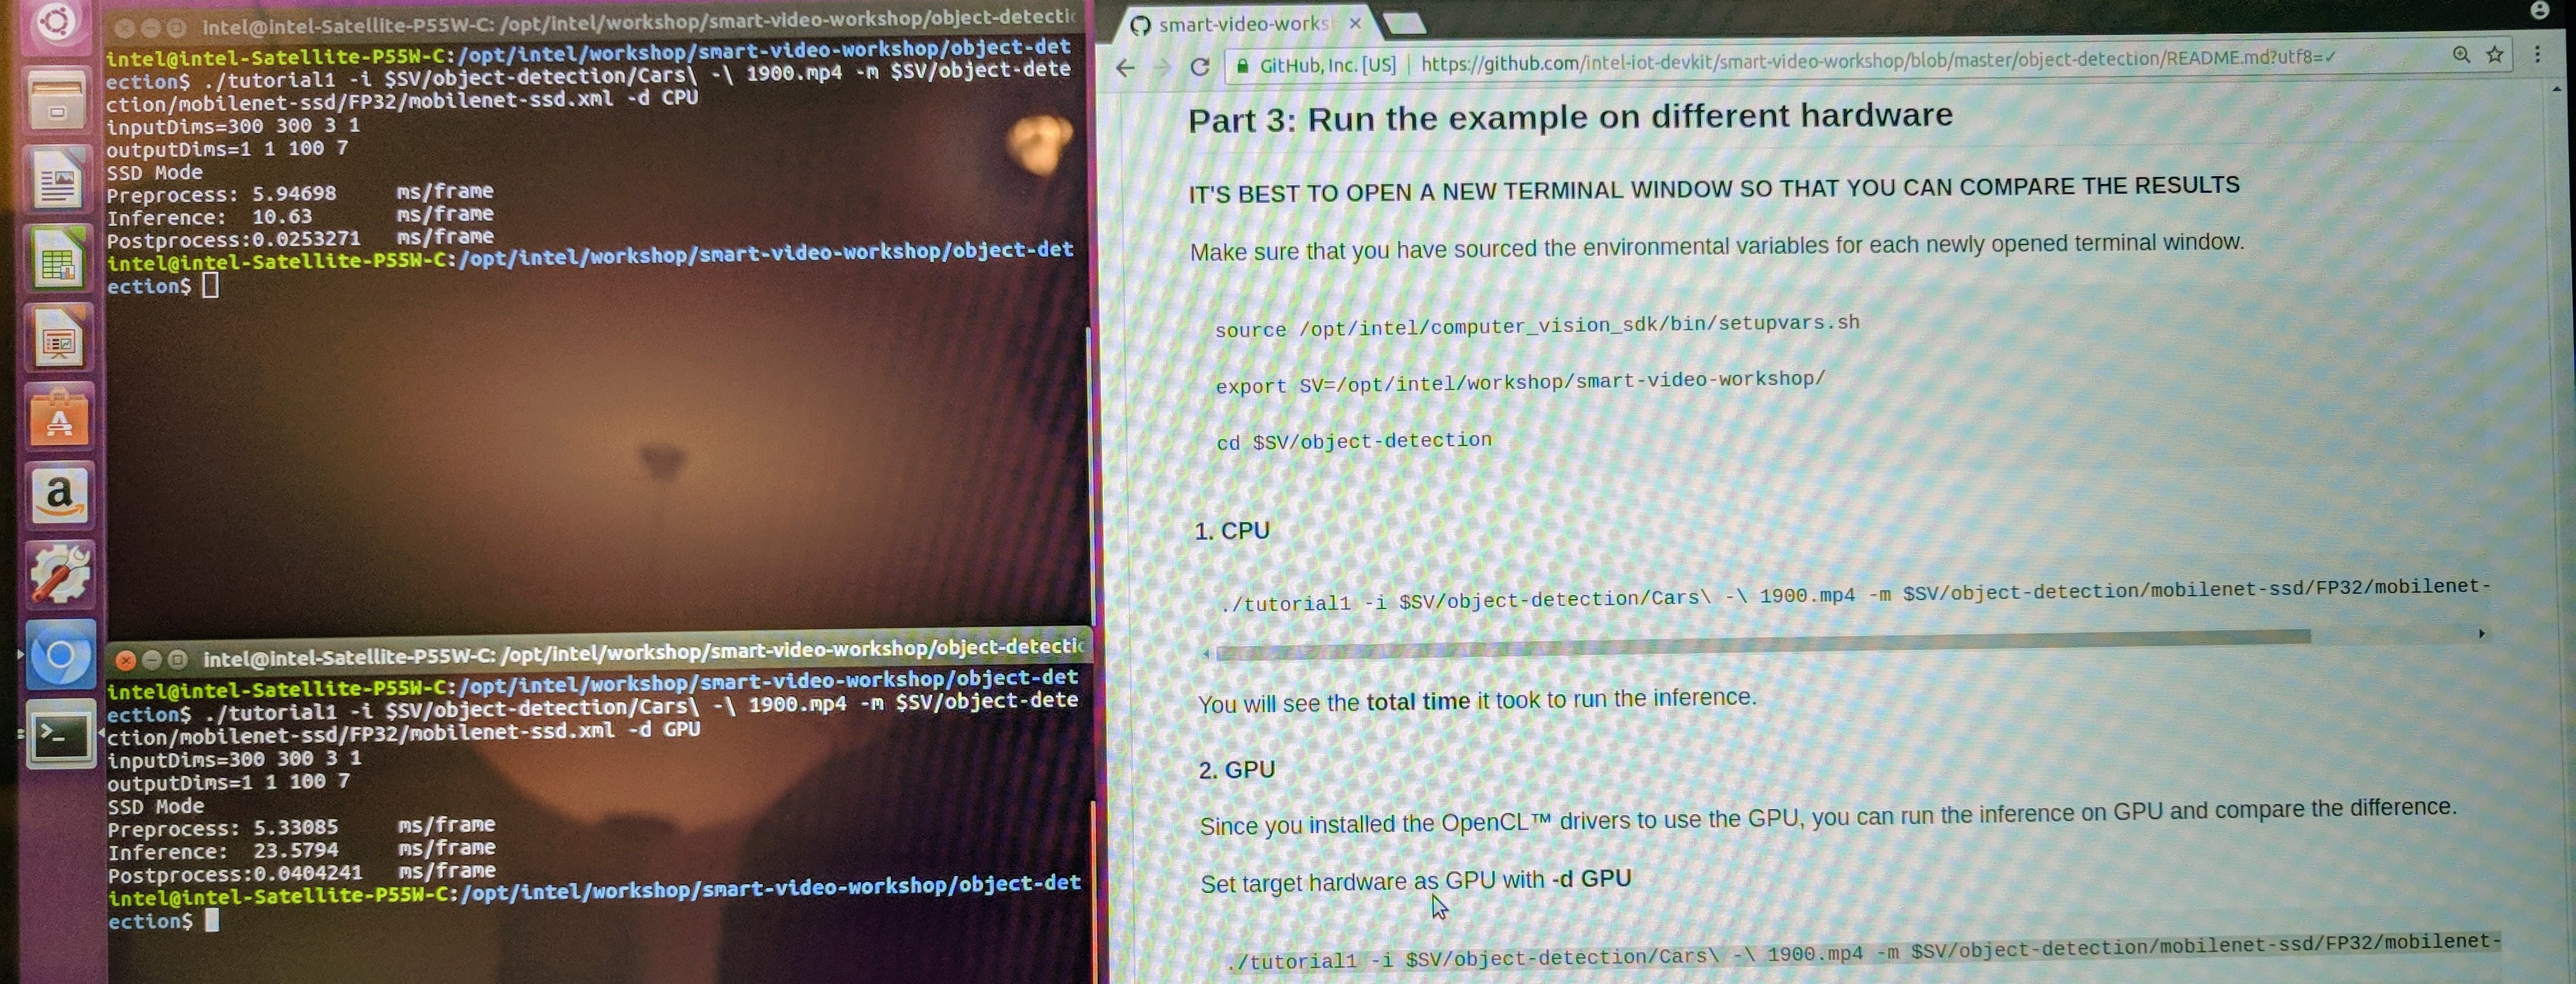 intel@intel-Satellite-P55W-C: /opt/intel/workshop/smart-video-workshop/object-detectic
intel@intel-Satellite-P55W-C:/opt/intel/workshop/smart-video-workshop/object-det
ection$ ./tutorial1 -i $SV/object-detection/Cars\ -\ 1900.mp4 -m $SV/object-dete
ction/mobilenet-ssd/FP32/mobilenet-ssd.xml -d CPU
inputDims=300 300 3 1
outputDims=1 1 100 7
SSD Mode
Preprocess: 5.94698 ms/frame
Inference: 10.63 ms/frame
Postprocess:0.0253271 ms/frame
intel@intel-Satellite-P55W-C:/opt/intel/workshop/smart-video-workshop/object-det
ection$
intel@intel-Satellite-P55W-C: /opt/intel/workshop/smart-video-workshop/object-detectic
intel@intel-Satellite-P55W-C:/opt/intel/workshop/smart-video-workshop/object-det
ection$ ./tutorial1 -i $SV/object-detection/Cars\ -\ 1900.mp4 -m $SV/object-dete
ction/mobilenet-ssd/FP32/mobilenet-ssd.xml -d GPU
inputDims=300 300 3 1
outputDims=1 1 100 7
SSD Mode
Preprocess: 5.33085 ms/frame
Inference: 23.5794 ms/frame
Postprocess:0.0404241 ms/frame
intel@intel-Satellite-P55W-C:/opt/intel/workshop/smart-video-workshop/object-det
ection$
smart-video-works
GitHub, Inc. [US] | https://github.com/intel-iot-devkit/smart-video-workshop/blob/master/object-detection/README.md?utf8=✓
Part 3: Run the example on different hardware
IT'S BEST TO OPEN A NEW TERMINAL WINDOW SO THAT YOU CAN COMPARE THE RESULTS
Make sure that you have sourced the environmental variables for each newly opened terminal window.
source /opt/intel/computer_vision_sdk/bin/setupvars.sh
export SV=/opt/intel/workshop/smart-video-workshop/
cd $SV/object-detection
1. CPU
./tutorial1 -i $SV/object-detection/Cars\ -\ 1900.mp4 -m $SV/object-detection/mobilenet-ssd/FP32/mobilenet-
You will see the total time it took to run the inference.
2. GPU
Since you installed the OpenCL™ drivers to use the GPU, you can run the inference on GPU and compare the difference.
Set target hardware as GPU with -d GPU
./tutorial1 -i $SV/object-detection/Cars\ -\ 1900.mp4 -m $SV/object-detection/mobilenet-ssd/FP32/mobilenet-